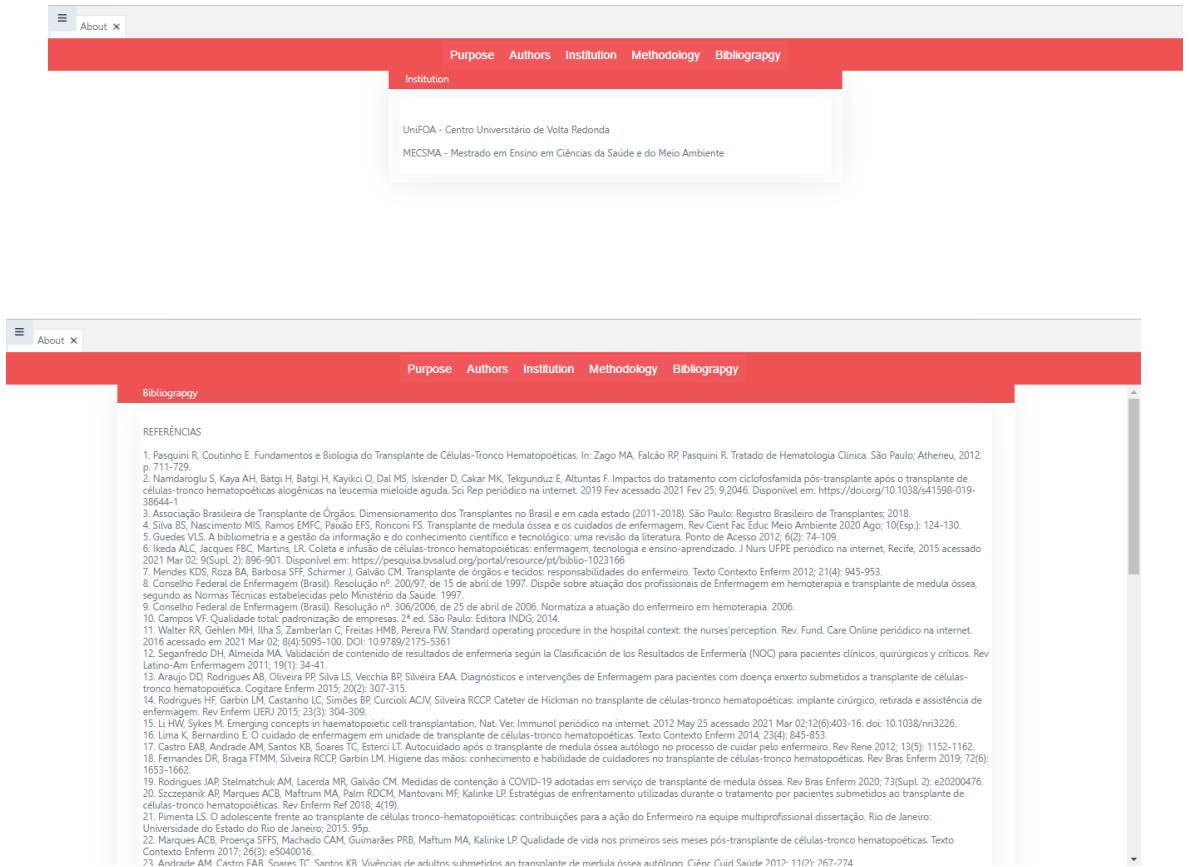 About ×
Purpose Authors Institution Methodology Bibliograpgy
Institution
UniFOA - Centro Universitário de Volta Redonda
MECSMA - Mestrado em Ensino em Ciências da Saúde e do Meio Ambiente
About ×
Purpose Authors Institution Methodology Bibliograpgy
Bibliograpgy
REFERÊNCIAS
1. Pasquini R, Coutinho E. Fundamentos e Biologia do Transplante de Células-Tronco Hematopoéticas. In: Zago MA, Falcão RP, Pasquini R. Tratado de Hematologia Clínica. São Paulo; Atheneu, 2012.
p. 711-729.
2. Namdaroglu S, Kaya AH, Batgi H, Batgi H, Kayikci O, Dal MS, Iskender D, Cakar MK, Tekgunduz E, Altuntas F. Impactos do tratamento com ciclofosfamida pós-transplante após o transplante de
células-tronco hematopoéticas alogênicas na leucemia mieloide aguda. Sci Rep periódico na internet. 2019 Fev acessado 2021 Fev 25; 9,2046. Disponível em: https://doi.org/10.1038/s41598-019-
38644-1
3. Associação Brasileira de Transplante de Órgãos. Dimensionamento dos Transplantes no Brasil e em cada estado (2011-2018). São Paulo: Registro Brasileiro de Transplantes; 2018.
4. Silva BS, Nascimento MIS, Ramos EMFC, Paixão EFS, Ronconi FS. Transplante de medula óssea e os cuidados de enfermagem. Rev Cient Fac Educ Meio Ambiente 2020 Ago; 10(Esp.): 124-130.
5. Guedes VLS. A bibliometria e a gestão da informação e do conhecimento científico e tecnológico: uma revisão da literatura. Ponto de Acesso 2012; 6(2): 74-109.
6. Ikeda ALC, Jacques FBC, Martins, LR. Coleta e infusão de células-tronco hematopoiéticas: enfermagem, tecnologia e ensino-aprendizado. J Nurs UFPE periódico na internet, Recife, 2015 acessado
2021 Mar 02; 9(Supl. 2): 896-901. Disponível em: https://pesquisa.bvsalud.org/portal/resource/pt/biblio-1023166
7. Mendes KDS, Roza BA, Barbosa SFF, Schirmer J, Galvão CM. Transplante de órgãos e tecidos: responsabilidades do enfermeiro. Texto Contexto Enferm 2012; 21(4): 945-953.
8. Conselho Federal de Enfermagem (Brasil). Resolução nº. 200/97, de 15 de abril de 1997. Dispõe sobre atuação dos profissionais de Enfermagem em hemoterapia e transplante de medula óssea,
segundo as Normas Técnicas estabelecidas pelo Ministério da Saúde. 1997.
9. Conselho Federal de Enfermagem (Brasil). Resolução nº. 306/2006, de 25 de abril de 2006. Normatiza a atuação do enfermeiro em hemoterapia. 2006.
10. Campos VF. Qualidade total: padronização de empresas. 2ª ed. São Paulo: Editora INDG; 2014.
11. Walter RR, Gehlen MH, Ilha S, Zamberlan C, Freitas HMB, Pereira FW. Standard operating procedure in the hospital context: the nurses'perception. Rev. Fund. Care Online periódico na internet.
2016 acessado em 2021 Mar 02; 8(4):5095-100. DOI: 10.9789/2175-5361
12. Seganfredo DH, Almeida MA. Validación de contenido de resultados de enfermería según la Clasificación de los Resultados de Enfermería (NOC) para pacientes clínicos, quirúrgicos y críticos. Rev
Latino-Am Enfermagem 2011; 19(1): 34-41.
13. Araujo DD, Rodrigues AB, Oliveira PP, Silva LS, Vecchia BP, Silveira EAA. Diagnósticos e intervenções de Enfermagem para pacientes com doença enxerto submetidos a transplante de células-
tronco hematopoiética. Cogitare Enferm 2015; 20(2): 307-315.
14. Rodrigues HF, Garbin LM, Castanho LC, Simões BP, Curcioli ACJV, Silveira RCCP. Cateter de Hickman no transplante de células-tronco hematopoiéticas: implante cirúrgico, retirada e assistência de
enfermagem. Rev Enferm UERJ 2015; 23(3): 304-309.
15. Li HW, Sykes M. Emerging concepts in haematopoietic cell transplantation. Nat. Ver. Immunol periódico na internet. 2012 May 25 acessado 2021 Mar 02;12(6):403-16. doi: 10.1038/nri3226.
16. Lima K, Bernardino E. O cuidado de enfermagem em unidade de transplante de células-tronco hematopoiéticas. Texto Contexto Enferm 2014; 23(4): 845-853.
17. Castro EAB, Andrade AM, Santos KB, Soares TC, Esterci LT. Autocuidado após o transplante de medula óssea autólogo no processo de cuidar pelo enfermeiro. Rev Rene 2012; 13(5): 1152-1162.
18. Fernandes DR, Braga FTMM, Silveira RCCP, Garbin LM. Higiene das mãos: conhecimento e habilidade de cuidadores no transplante de células-tronco hematopoéticas. Rev Bras Enferm 2019; 72(6):
1653-1662.
19. Rodrigues JAP, Stelmatchuk AM, Lacerda MR, Galvão CM. Medidas de contenção à COVID-19 adotadas em serviço de transplante de medula óssea. Rev Bras Enferm 2020; 73(Supl. 2): e20200476.
20. Szczepanik AP, Marques ACB, Maftrum MA, Palm RDCM, Mantovani MF, Kalinke LP. Estratégias de enfrentamento utilizadas durante o tratamento por pacientes submetidos ao transplante de
células-tronco hematopoiéticas. Rev Enferm Ref 2018; 4(19).
21. Pimenta LS. O adolescente frente ao transplante de células tronco-hematopoiéticas: contribuições para a ação do Enfermeiro na equipe multiprofissional dissertação. Rio de Janeiro:
Universidade do Estado do Rio de Janeiro; 2015. 95p.
22. Marques ACB, Proença SFFS, Machado CAM, Guimarães PRB, Maftum MA, Kalinke LP. Qualidade de vida nos primeiros seis meses pós-transplante de células-tronco hematopoiéticas. Texto
Contexto Enferm 2017; 26(3): e5040016.
23. Andrade AM, Castro EAB, Soares TC, Santos KB. Vivências de adultos submetidos ao transplante de medula óssea autólogo. Ciênc Cuid Saúde 2012; 11(2): 267-274